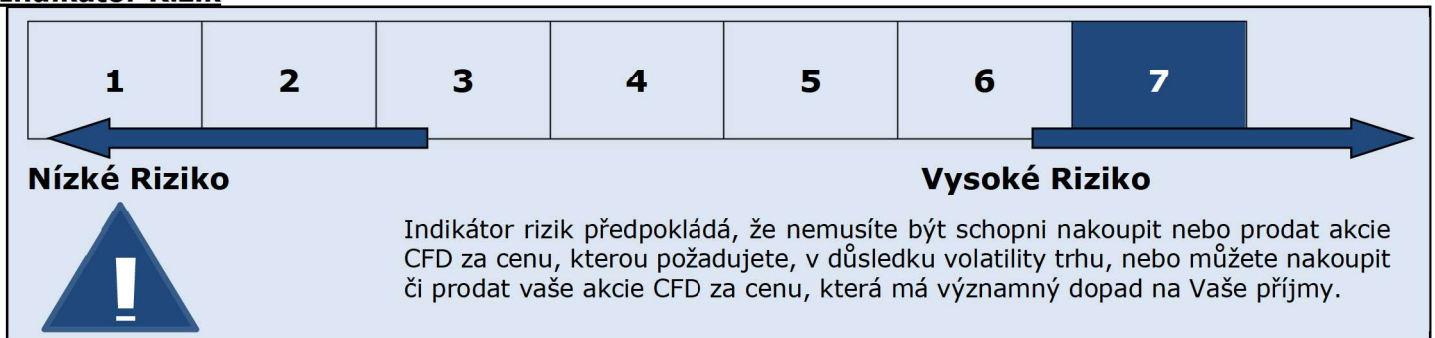 Indikátor Rizik
1 2 3 4 5 6 7
Nízké Riziko Vysoké Riziko
!
Indikátor rizik předpokládá, že nemusíte být schopni nakoupit nebo prodat akcie
CFD za cenu, kterou požadujete, v důsledku volatility trhu, nebo můžete nakoupit
či prodat vaše akcie CFD za cenu, která má významný dopad na Vaše příjmy.